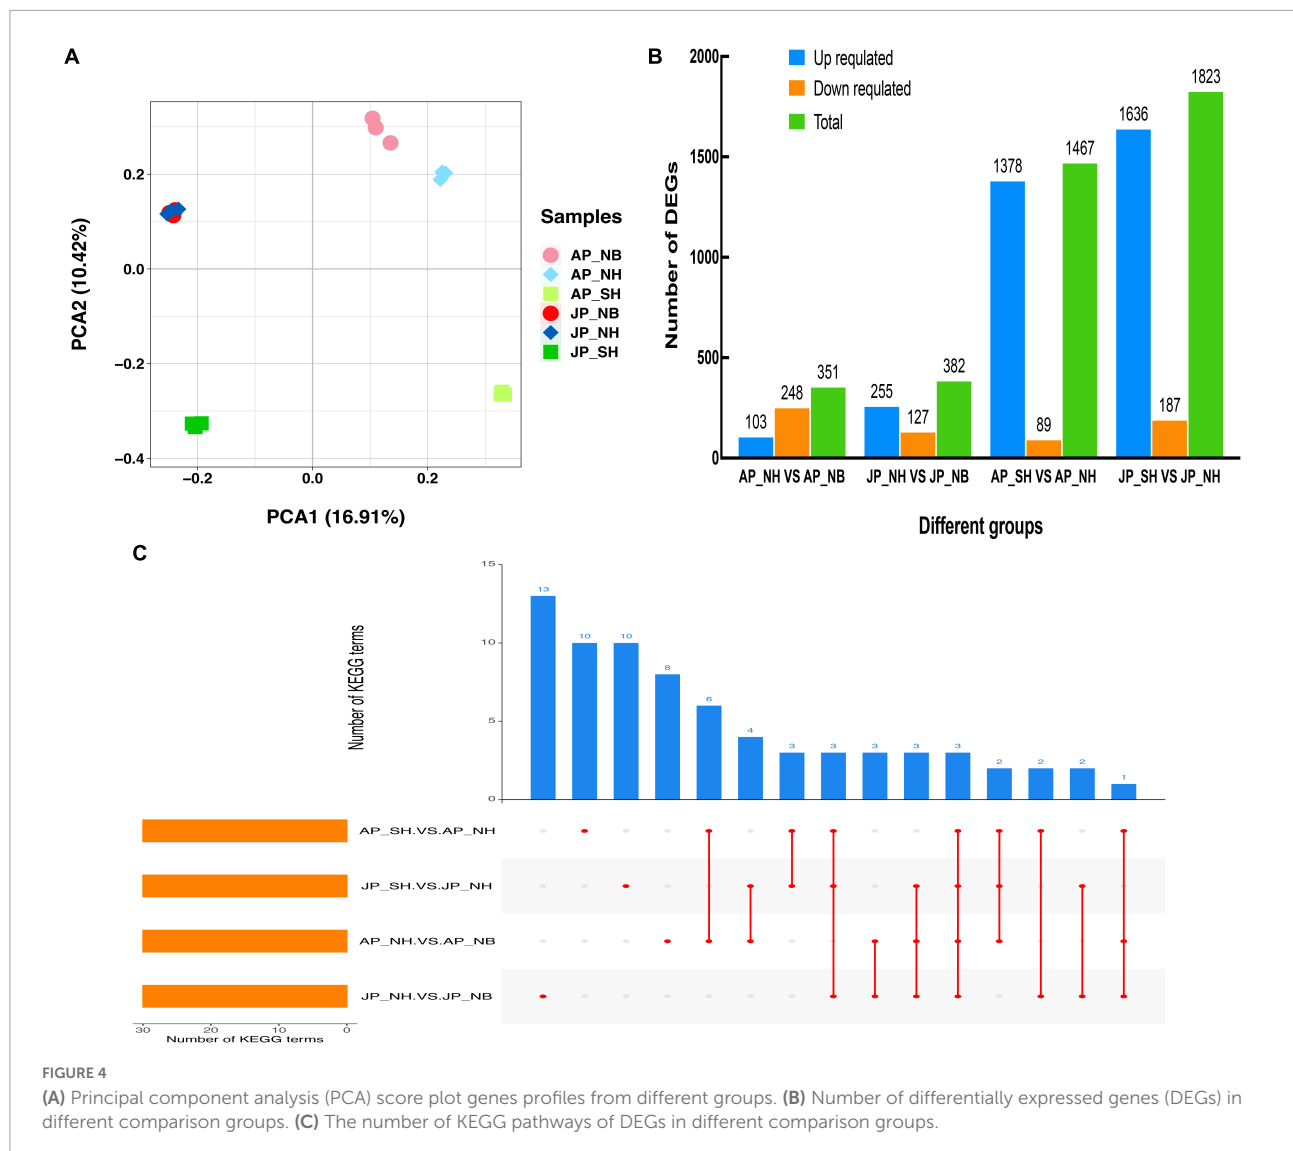 A
0.2
0.0
−0.2
−0.4
−0.2
0.0
0.2
PCA2 (10.42%)
PCA1 (16.91%)
Samples
AP_NB
AP_NH
AP_SH
JP_NB
JP_NH
JP_SH
B
Up requlated
Down requlated
Total
2000
1500
1000
500
0
Number of DEGs
103
248
351
255
127
382
1378
89
1467
1636
187
1823
AP_NH VS AP_NB
JP_NH VS JP_NB
AP_SH VS AP_NH
JP_SH VS JP_NH
Different groups
C
Number of KEGG terms
15
10
5
0
13
10
10
8
6
4
3
3
3
3
3
2
2
2
1
AP_SH.VS.AP_NH
JP_SH.VS.JP_NH
AP_NH.VS.AP_NB
JP_NH.VS.JP_NB
30
20
10
0
Number of KEGG terms
FIGURE 4
(A) Principal component analysis (PCA) score plot genes profiles from different groups. (B) Number of differentially expressed genes (DEGs) in
different comparison groups. (C) The number of KEGG pathways of DEGs in different comparison groups.